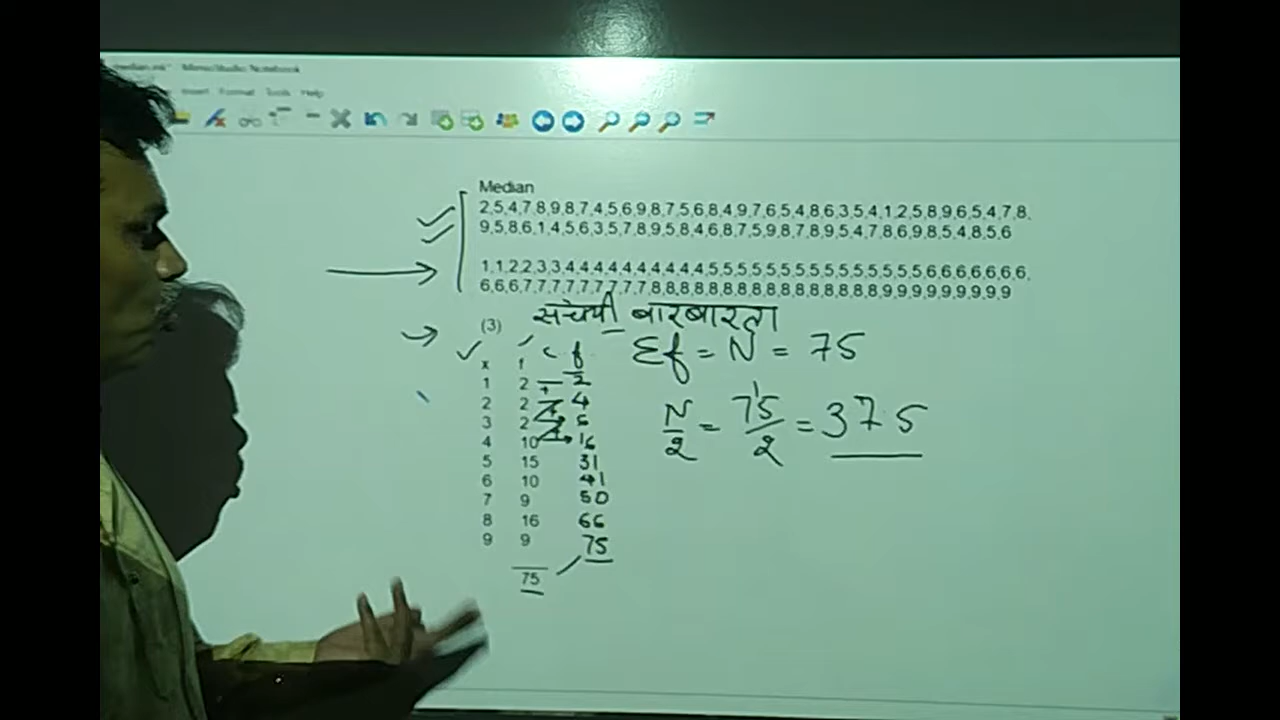 MimioStudio Notebook
Insert Format Tools Help
Median
2,5,4,7,8,9,8,7,4,5,6,9,8,7,5,6,8,4,9,7,6,5,4,8,6,3,5,4,1,2,5,8,9,6,5,4,7,8,
9,5,8,6,1,4,5,6,3,5,7,8,9,5,8,4,6,8,7,5,9,8,7,8,9,5,4,7,8,6,9,8,5,4,8,5,6
1,1,2,2,3,3,4,4,4,4,4,4,4,4,4,4,5,5,5,5,5,5,5,5,5,5,5,5,5,5,5,6,6,6,6,6,6,6,
6,6,6,7,7,7,7,7,7,7,7,7,8,8,8,8,8,8,8,8,8,8,8,8,8,8,8,8,9,9,9,9,9,9,9,9,9
संचयी बारंबारता
(3)
x f c f
Σf = N = 75
1 2 2
2 2 4
3 2 6
4 10 16
5 15 31
6 10 41
7 9 50
8 16 66
9 9 75
75
N/2 = 75/2 = 37.5